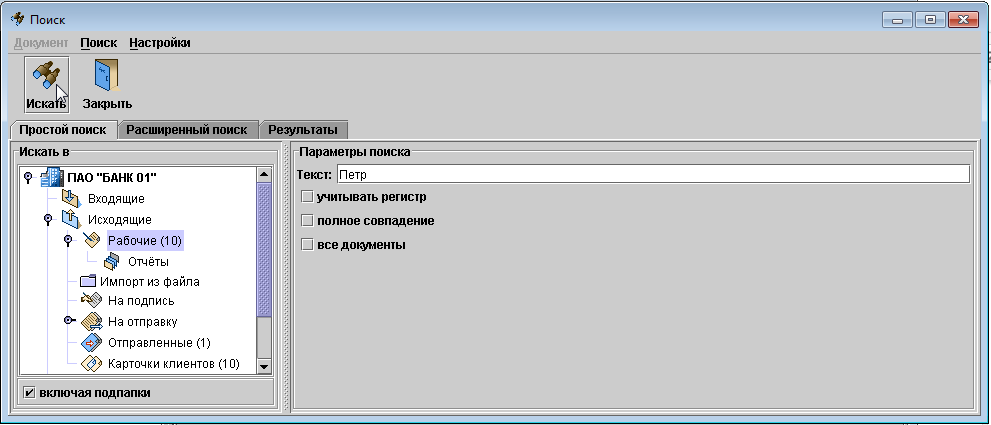 Поиск
Документ Поиск Настройки
Искать Закрыть
Простой поиск Расширенный поиск Результаты
Искать в
ПАО "БАНК 01"
Входящие
Исходящие
Рабочие (10)
Отчёты
Импорт из файла
На подпись
На отправку
Отправленные (1)
Карточки клиентов (10)
включая подпапки
Параметры поиска
Текст: Петр
учитывать регистр
полное совпадение
все документы